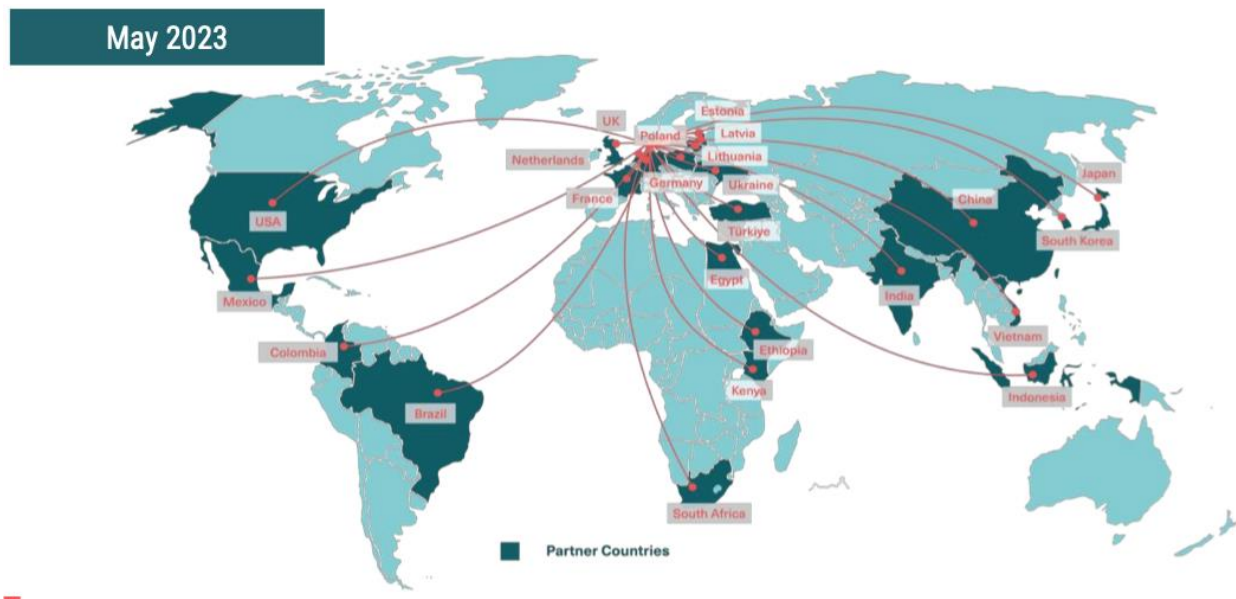 May 2023
Estonia
UK
Poland
Latvia
Netherlands
Lithuania
Germany
Ukraine
France
Japan
China
USA
Türkiye
South Korea
Egypt
India
Mexico
Vietnam
Colombia
Ethiopia
Kenya
Indonesia
Brazil
South Africa
Partner Countries